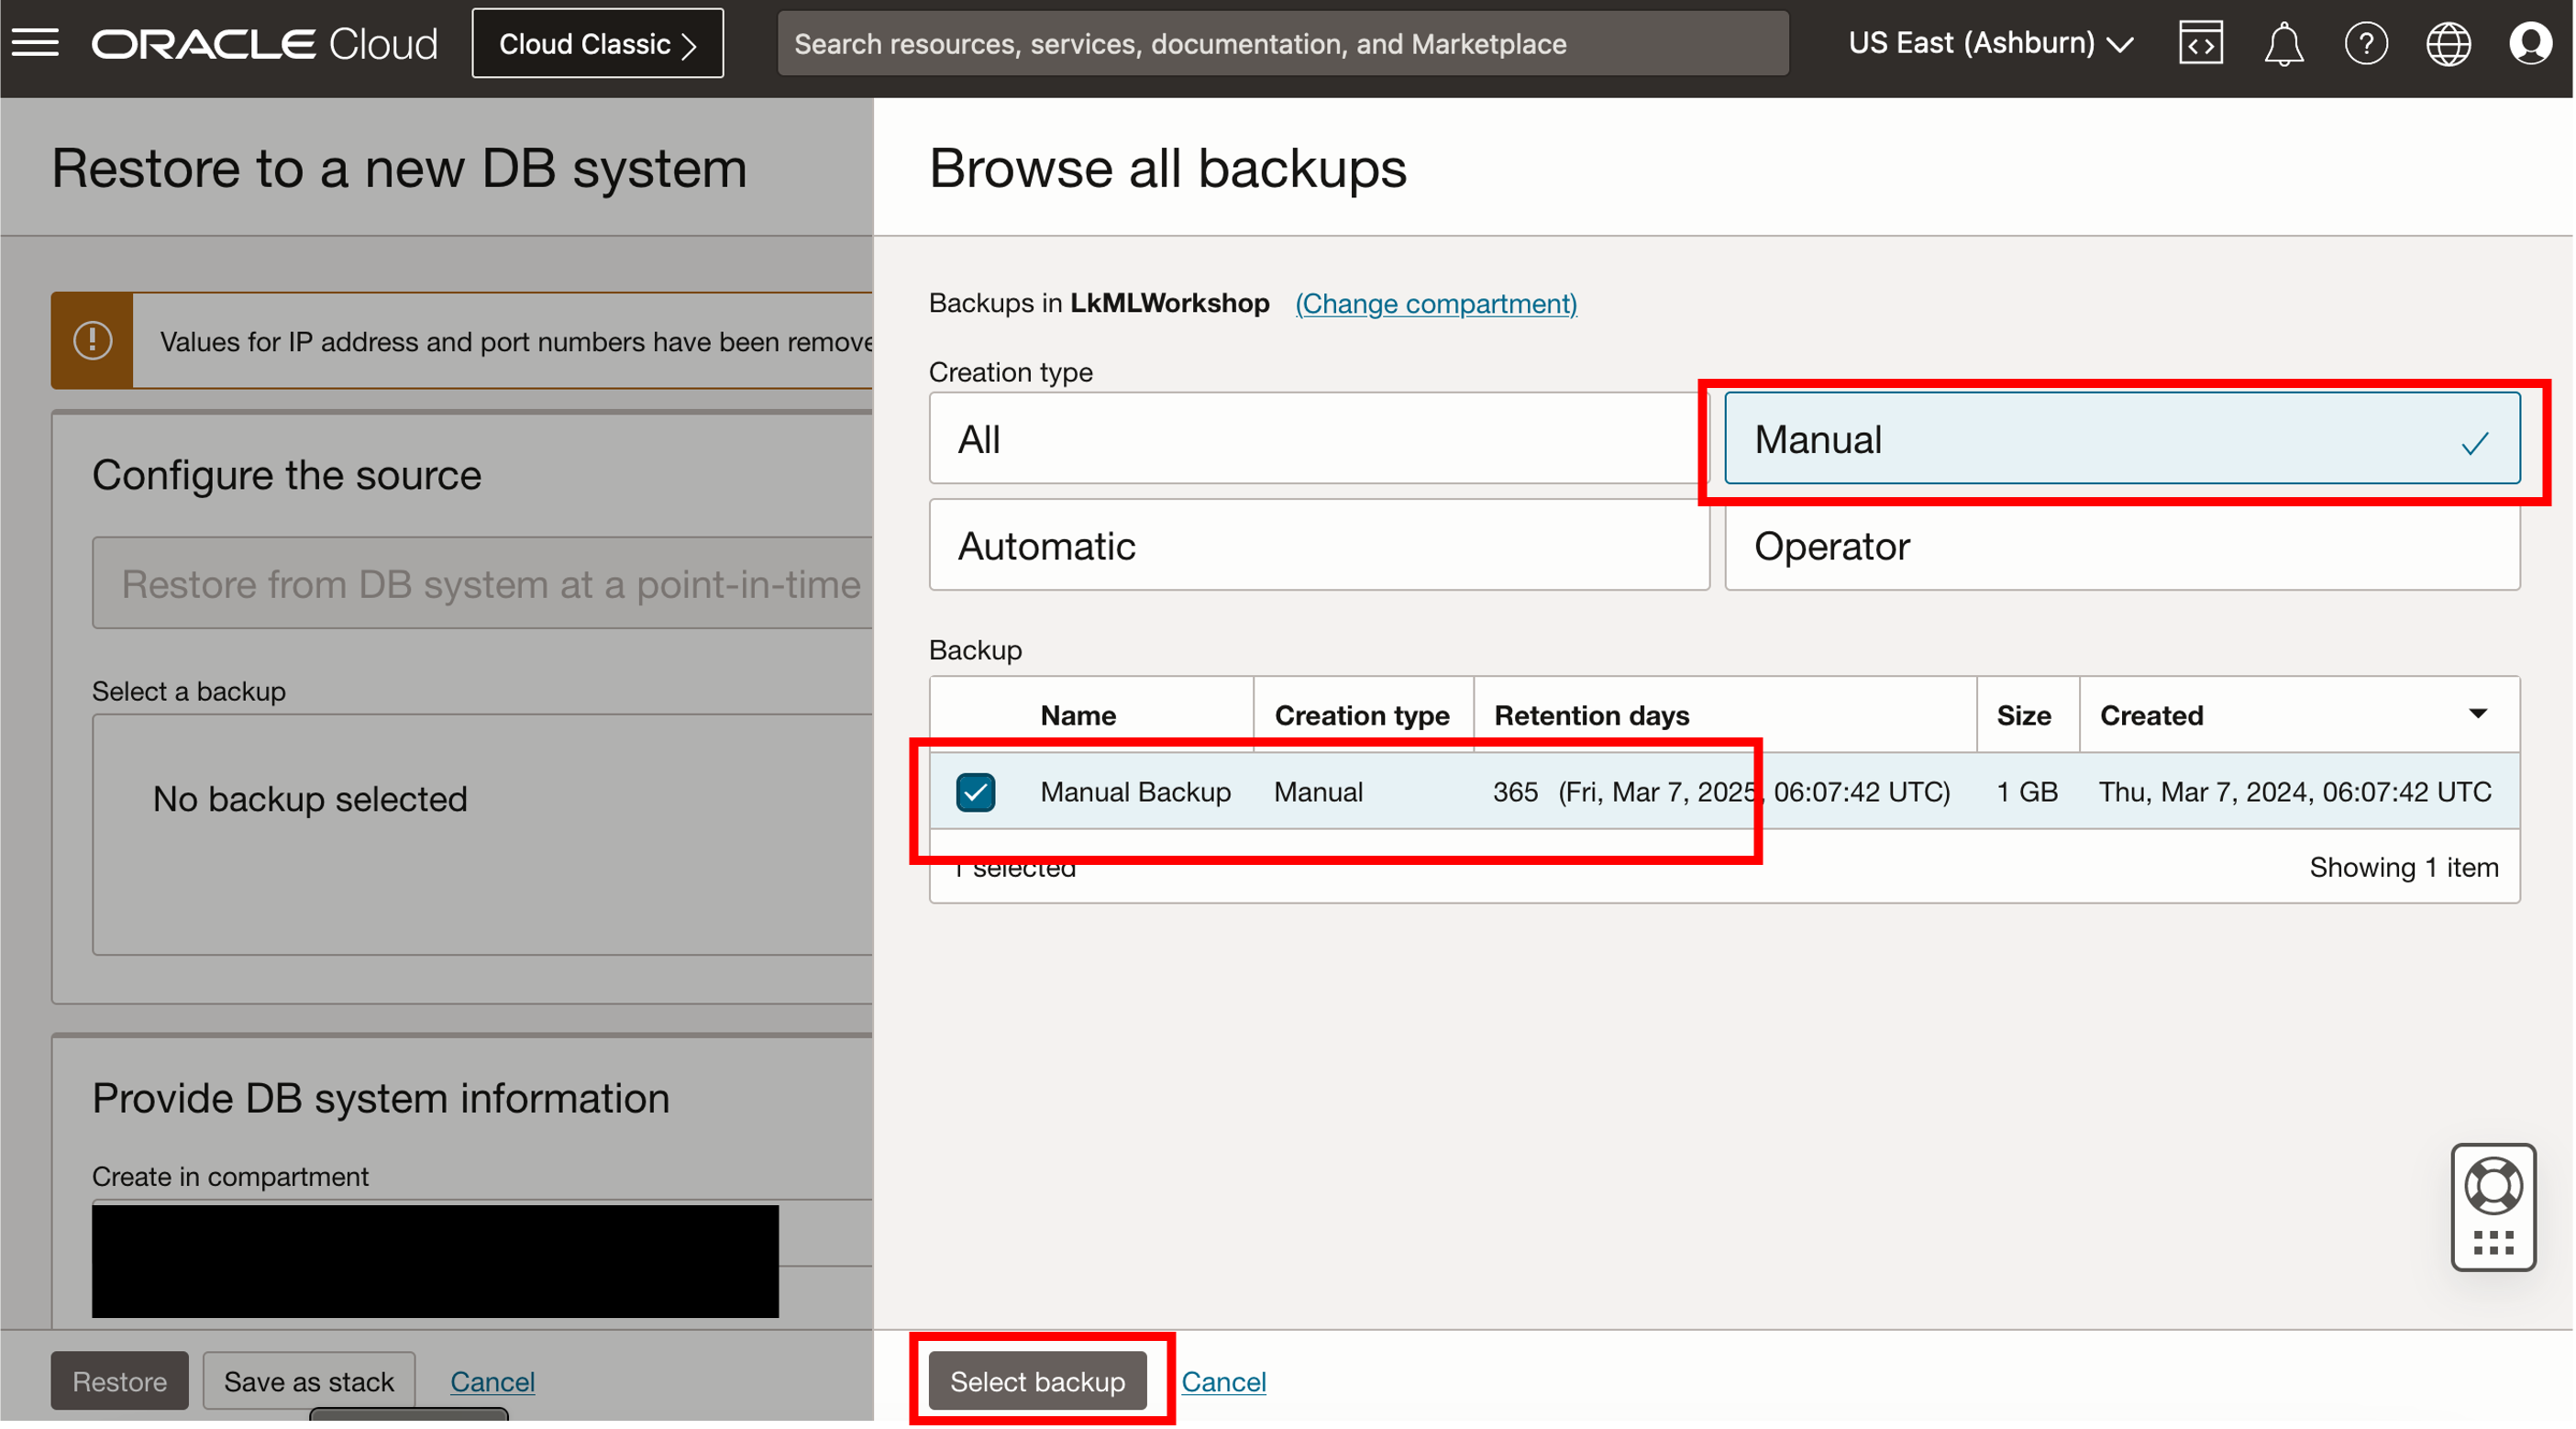 ORACLE Cloud
Cloud Classic
Search resources, services, documentation, and Marketplace
US East (Ashburn)
Restore to a new DB system
Values for IP address and port numbers have been remove
Configure the source
Restore from DB system at a point-in-time
Select a backup
No backup selected
Provide DB system information
Create in compartment
Restore
Save as stack
Cancel
Browse all backups
Backups in LkMLWorkshop (Change compartment)
Creation type
All
Manual
Automatic
Operator
Backup
Name Creation type Retention days Size Created
Manual Backup Manual 365 (Fri, Mar 7, 2025, 06:07:42 UTC) 1 GB Thu, Mar 7, 2024, 06:07:42 UTC
1 selected Showing 1 item
Select backup
Cancel